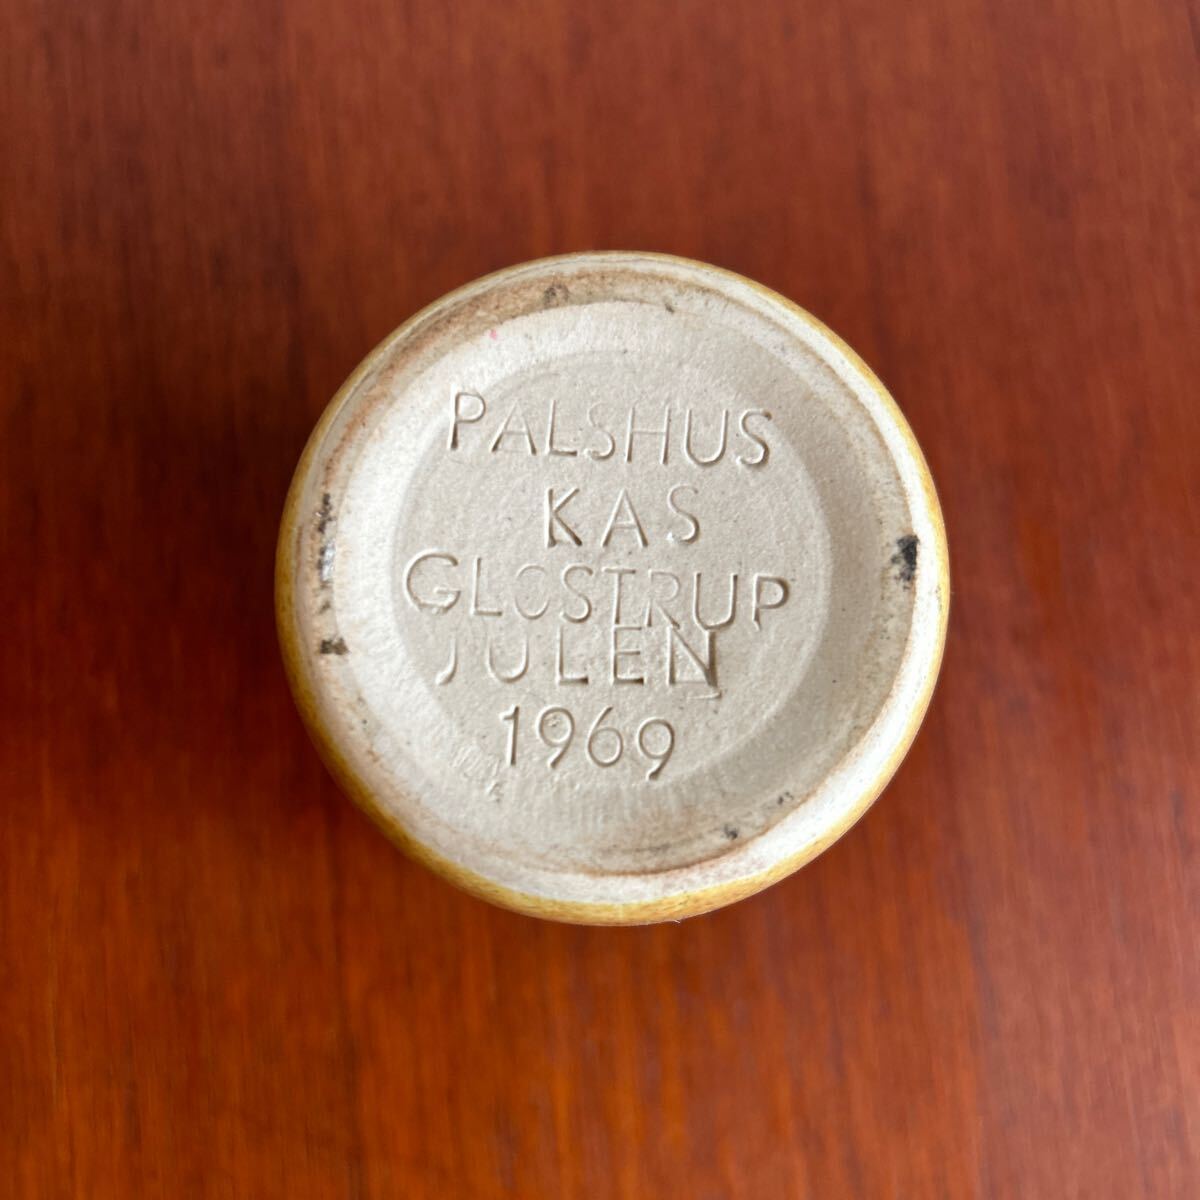 PALSHUS
KAS
GLOSTRUP
JULEN
1969